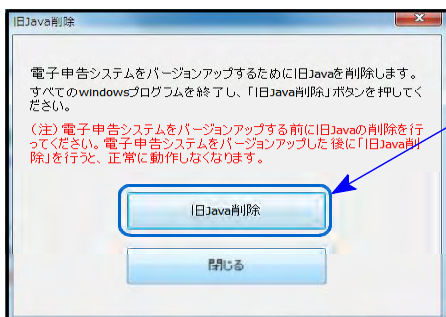 旧Java削除
電子申告システムをバージョンアップするために旧Javaを削除します。
すべてのwindowsプログラムを終了し、「旧Java削除」ボタンを押してく
ださい。
(注)電子申告システムをバージョンアップする前に旧Javaの削除を行
ってください。電子申告システムをバージョンアップした後に「旧Java削
除」を行うと、正常に動作しなくなります。
旧Java削除
閉じる